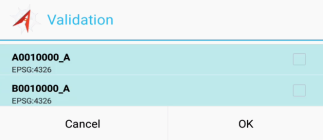 Validation
A0010000_A
EPSG:4326
B0010000_A
EPSG:4326
Cancel OK